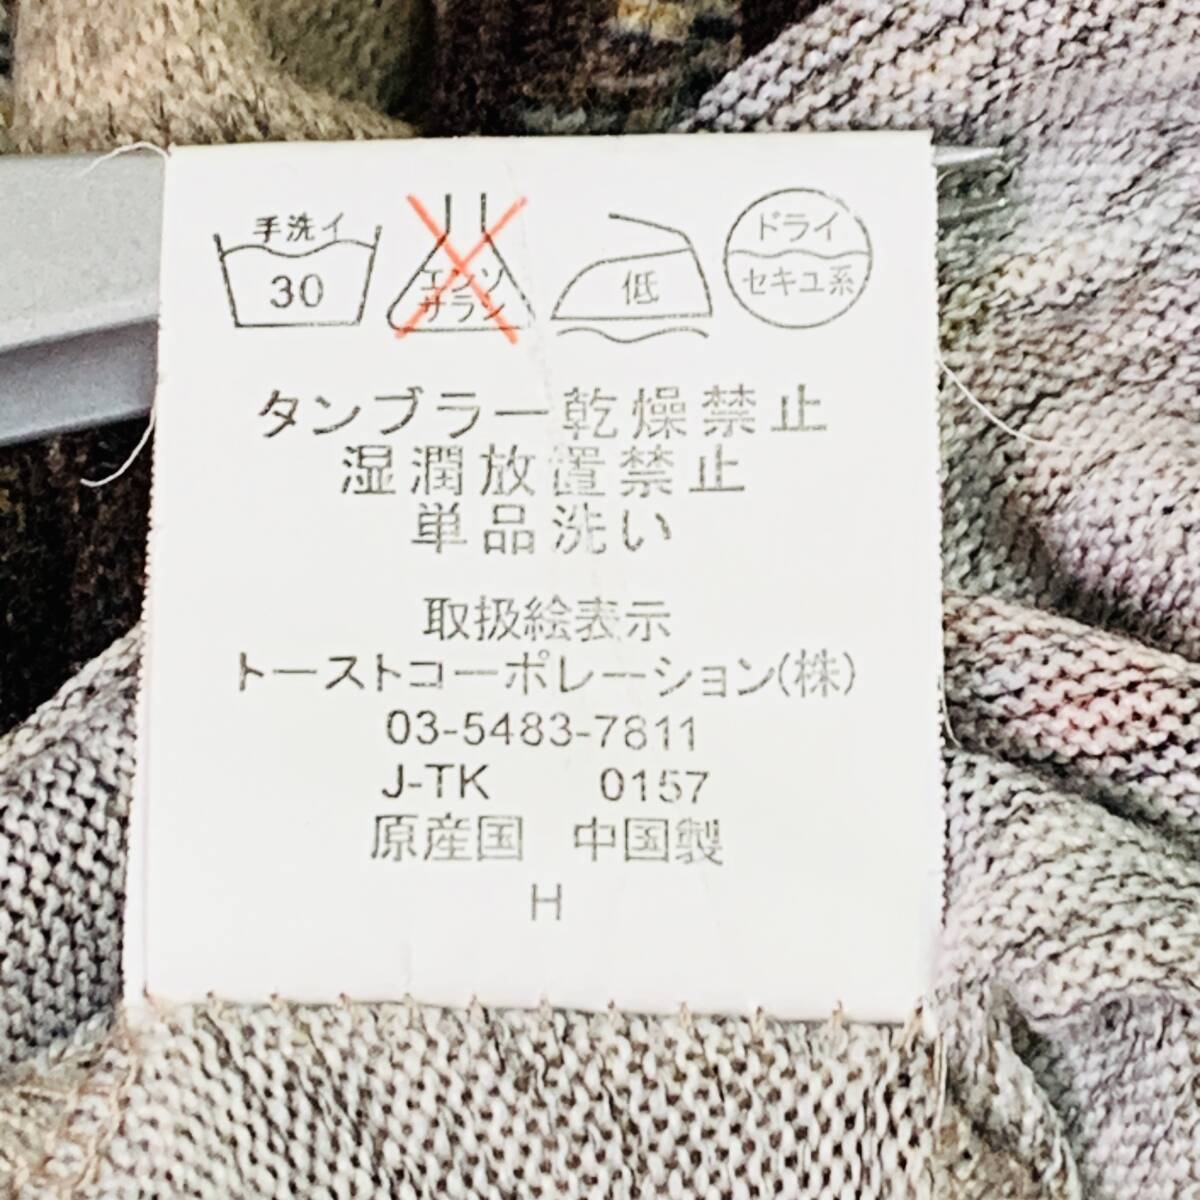 手洗イ
30
エンソ
サラシ
低
ドライ
セキユ系
タンブラー乾燥禁止
湿潤放置禁止
単品洗い
取扱絵表示
トーストコーポレーション(株)
03-5483-7811
J-TK 0157
原産国 中国製
H